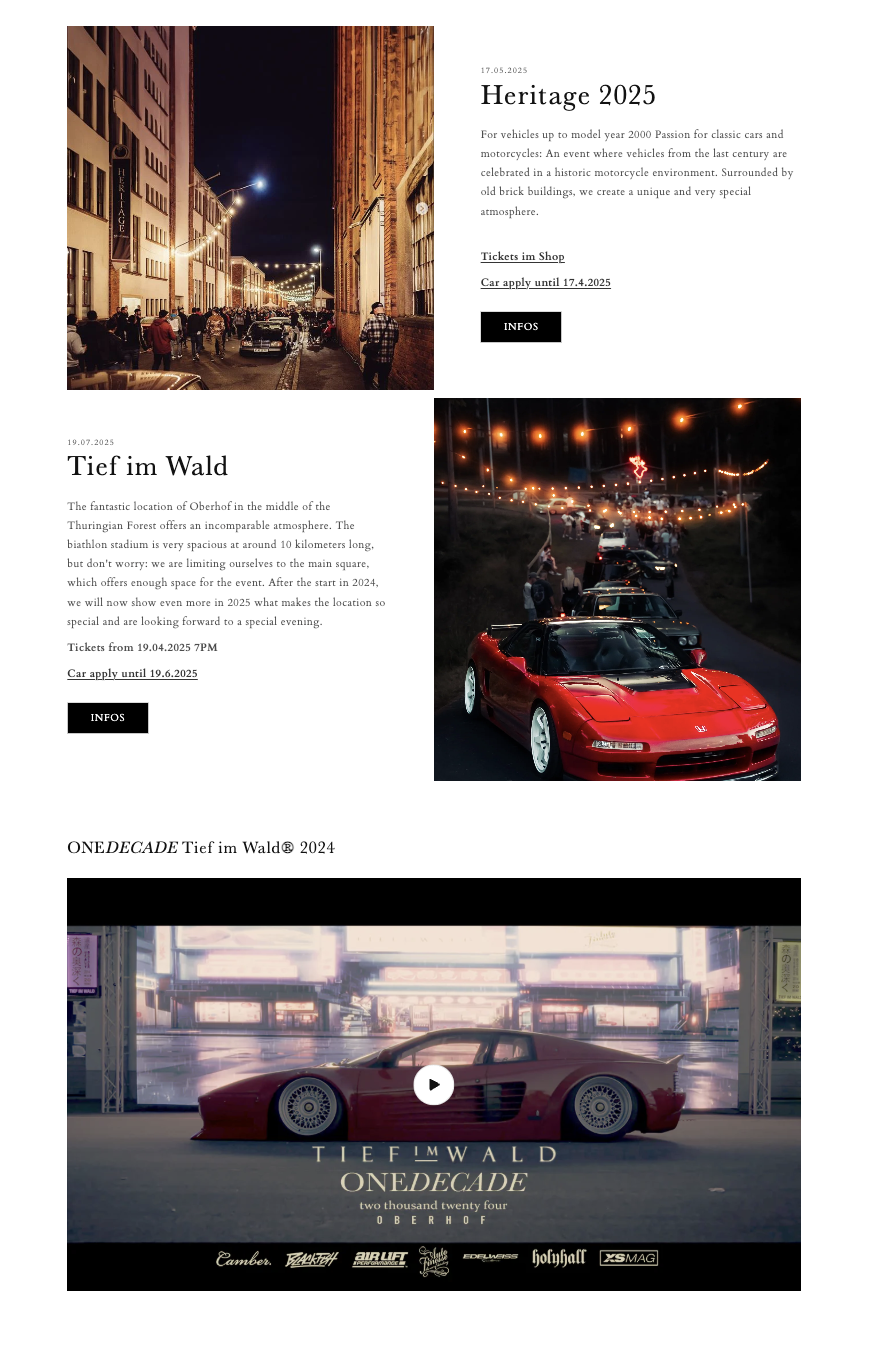 HERITAGE
17.05.2025
Heritage 2025
For vehicles up to model year 2000 Passion for classic cars and
motorcycles: An event where vehicles from the last century are
celebrated in a historic motorcycle environment. Surrounded by
old brick buildings, we create a unique and very special
atmosphere.
Tickets im Shop
Car apply until 17.4.2025
INFOS
19.07.2025
Tief im Wald
The fantastic location of Oberhof in the middle of the
Thuringian Forest offers an incomparable atmosphere. The
biathlon stadium is very spacious at around 10 kilometers long,
but don't worry: we are limiting ourselves to the main square,
which offers enough space for the event. After the start in 2024,
we will now show even more in 2025 what makes the location so
special and are looking forward to a special evening.
Tickets from 19.04.2025 7PM
Car apply until 19.6.2025
INFOS
ONEDECADE Tief im Wald® 2024
TIEF IM WALD
TIEF IM WALD
ONEDECADE
two thousand twenty four
OBERHOF
Camber. AIRLIFT PERFORMANCE EDELWEISS holyhall XSMAG